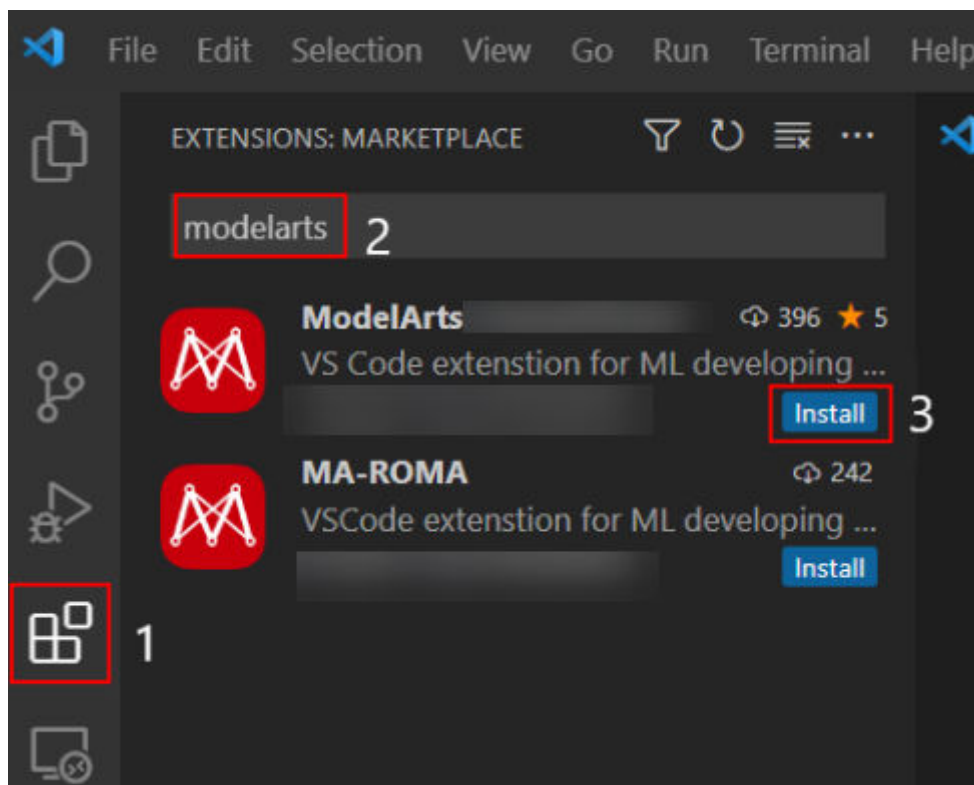 File Edit Selection View Go Run Terminal Help
EXTENSIONS: MARKETPLACE
modelarts 2
ModelArts 396 5
VS Code extenstion for ML developing ...
Install 3
MA-ROMA 242
VSCode extenstion for ML developing ...
Install
1